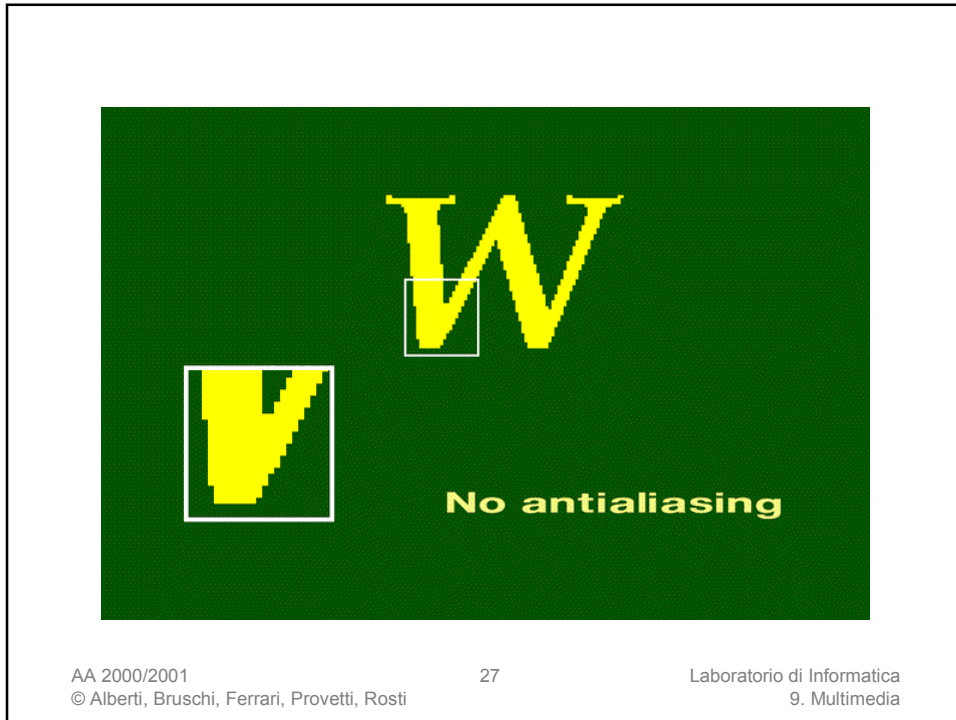 W
No antialiasing
AA 2000/2001 27 Laboratorio di Informatica
© Alberti, Bruschi, Ferrari, Provetti, Rosti 9. Multimedia